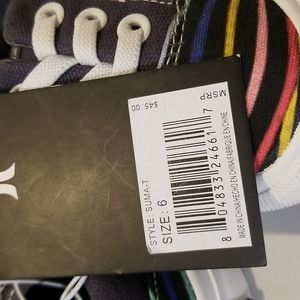 MSRP
$45.00
STYLE: SUMA-T
SIZE: 6
8 04833 24661 7
MADE IN CHINA/HECHO EN CHINA/FABRIQUE EN CHINE